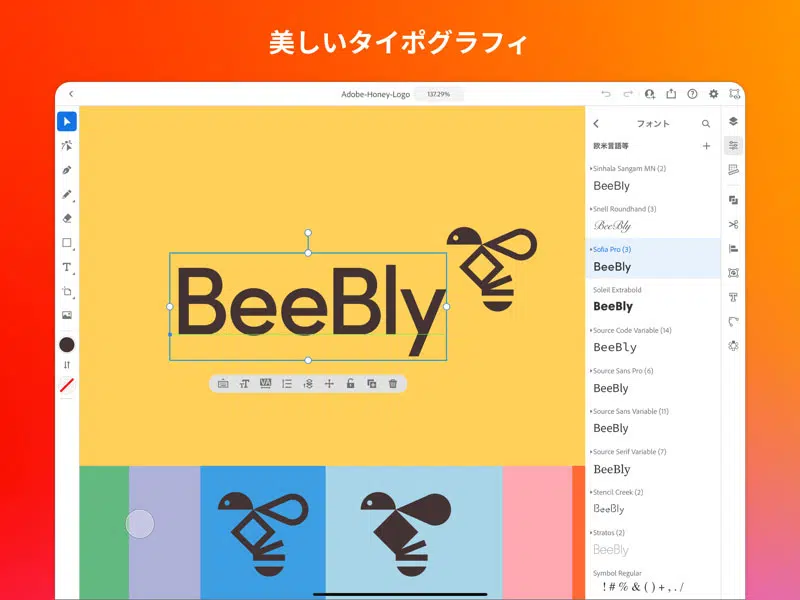 美しいタイポグラフィ
Adobe-Honey-Logo
137.29%
フォント
欧米言語等
Sinhala Sangam MN (2)
BeeBly
Snell Roundhand (3)
BeeBly
Sofia Pro (3)
BeeBly
Soleil Extrabold
BeeBly
Source Code Variable (14)
BeeBly
Source Sans Pro (6)
BeeBly
Source Sans Variable (11)
BeeBly
Source Serif Variable (7)
BeeBly
Stencil Creek (2)
BeeBly
Stratos (2)
BeeBly
Symbol Regular
! # % & ( ) + , . /
BeeBly